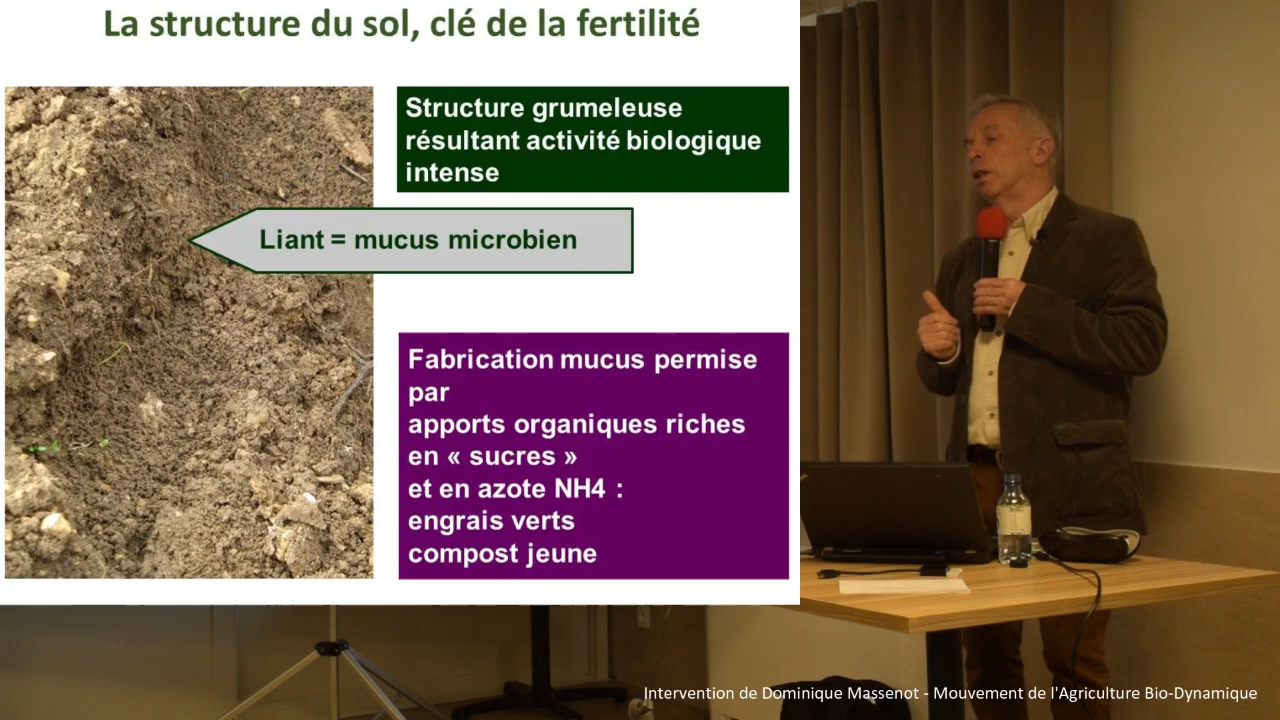 La structure du sol, clé de la fertilité
Structure grumeleuse
résultant activité biologique
intense
Liant = mucus microbien
Fabrication mucus permise
par
apports organiques riches
en « sucres »
et en azote NH4 :
engrais verts
compost jeune
Intervention de Dominique Massenot - Mouvement de l'Agriculture Bio-Dynamique